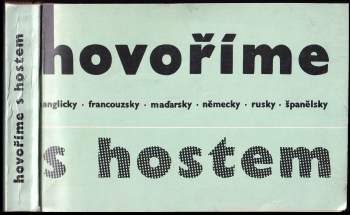 hovoříme s hostem
hovoříme
anglicky · francouzsky · maďarsky · německy · rusky · španělsky
s hostem